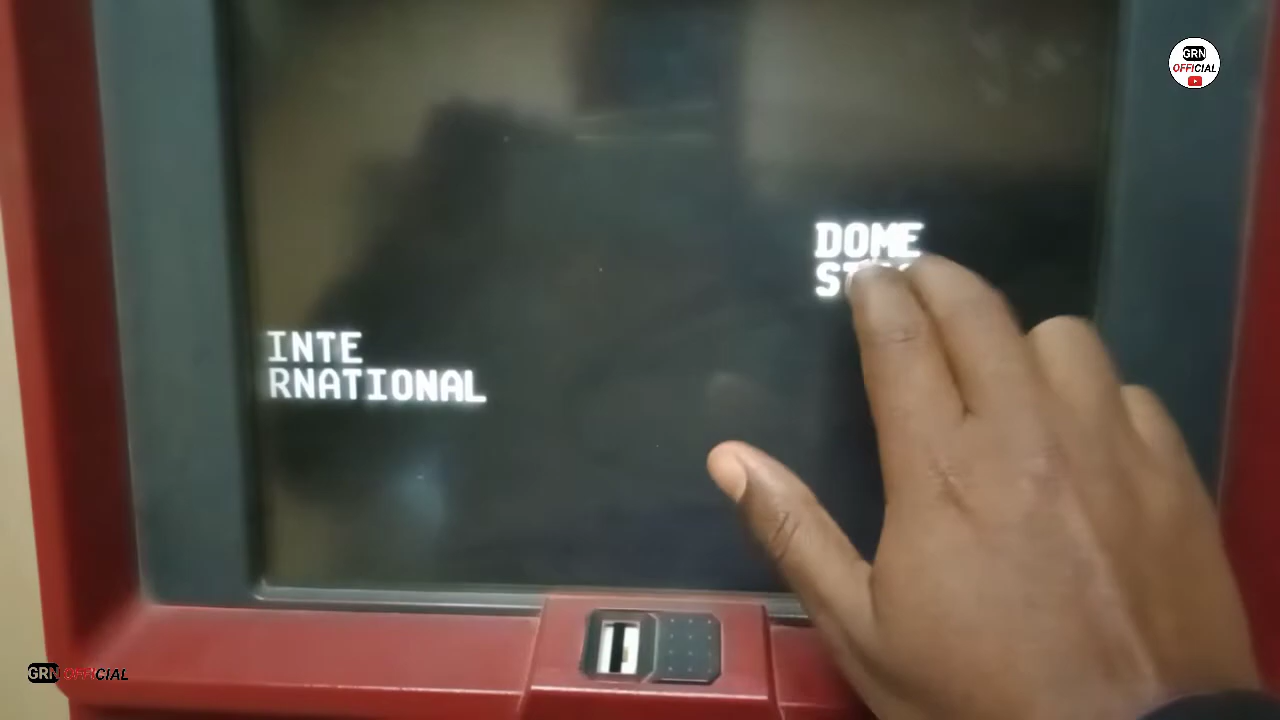 GRN
OFFICIAL
DOME
INTE
RNATIONAL
GRN OFFICIAL